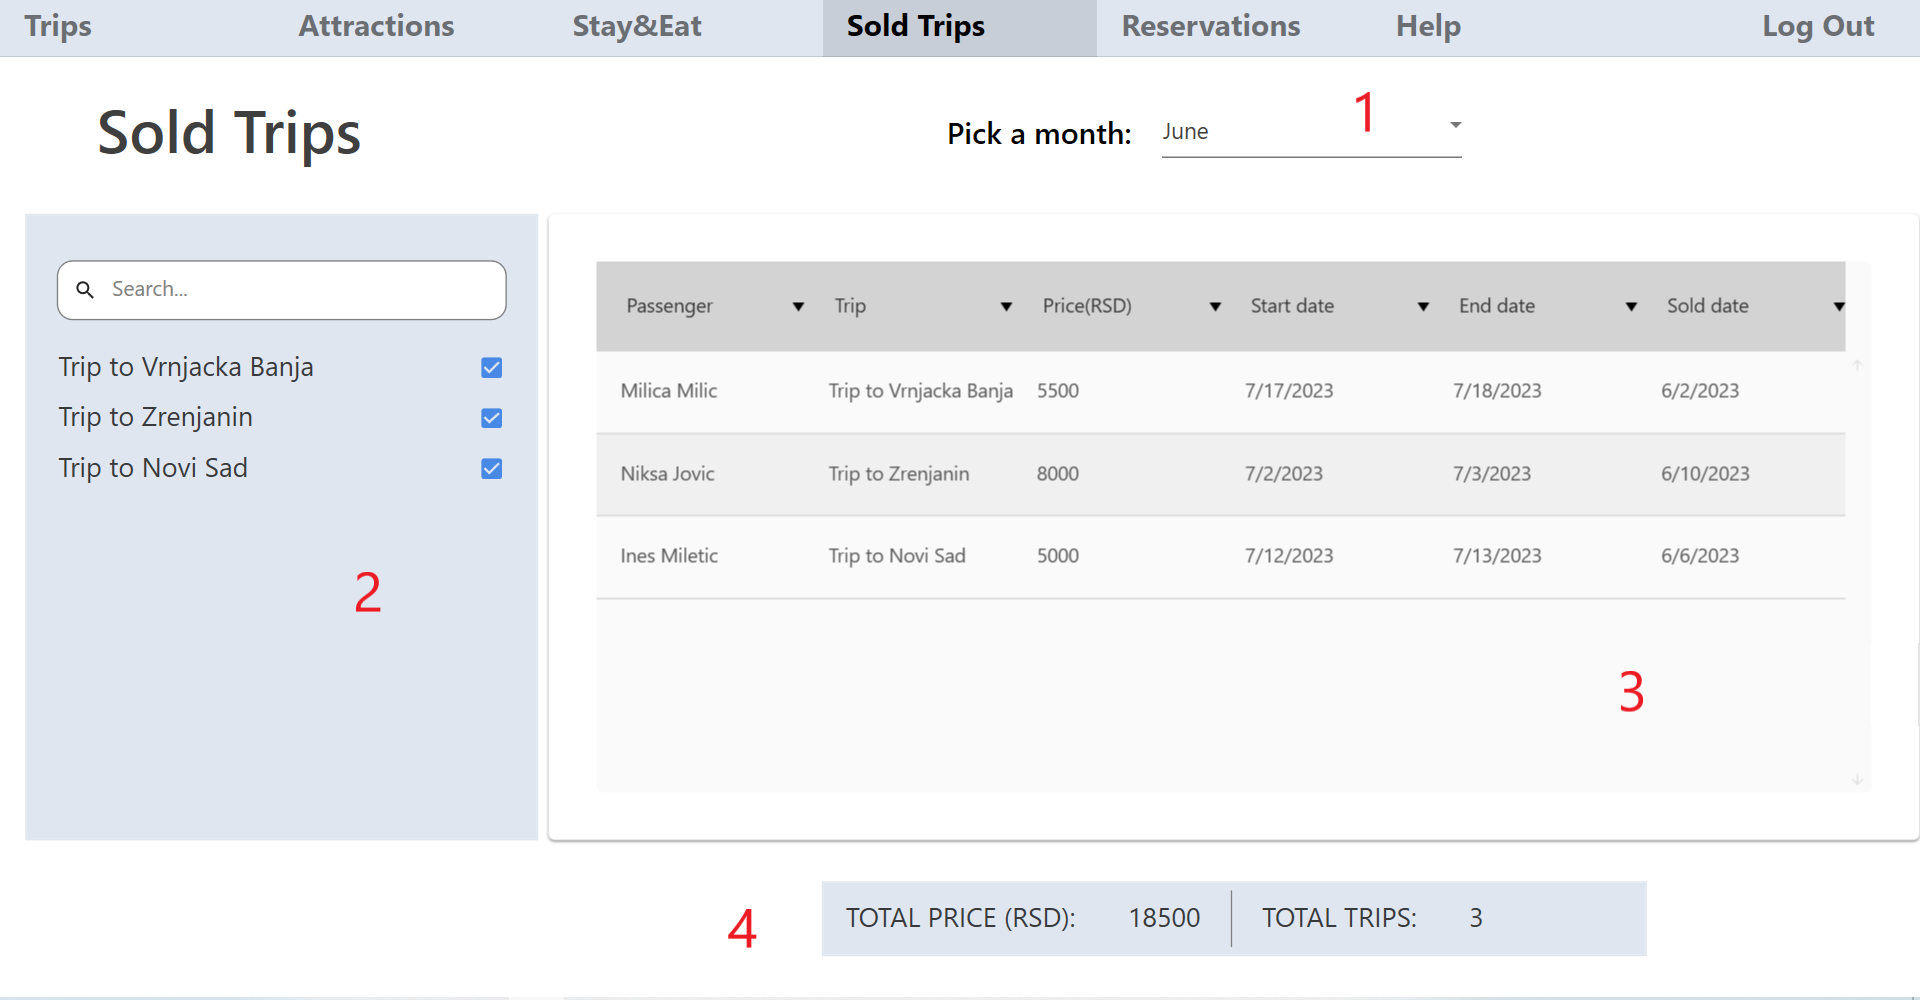 Trips Attractions Stay&Eat Sold Trips Reservations Help Log Out
1
Sold Trips Pick a month: June
Search...
Trip to Vrnjacka Banja
Trip to Zrenjanin
Trip to Novi Sad
2
Passenger Trip Price(RSD) Start date End date Sold date
Milica Milic Trip to Vrnjacka Banja 5500 7/17/2023 7/18/2023 6/2/2023
Niksa Jovic Trip to Zrenjanin 8000 7/2/2023 7/3/2023 6/10/2023
Ines Miletic Trip to Novi Sad 5000 7/12/2023 7/13/2023 6/6/2023
3
4 TOTAL PRICE (RSD): 18500 TOTAL TRIPS: 3